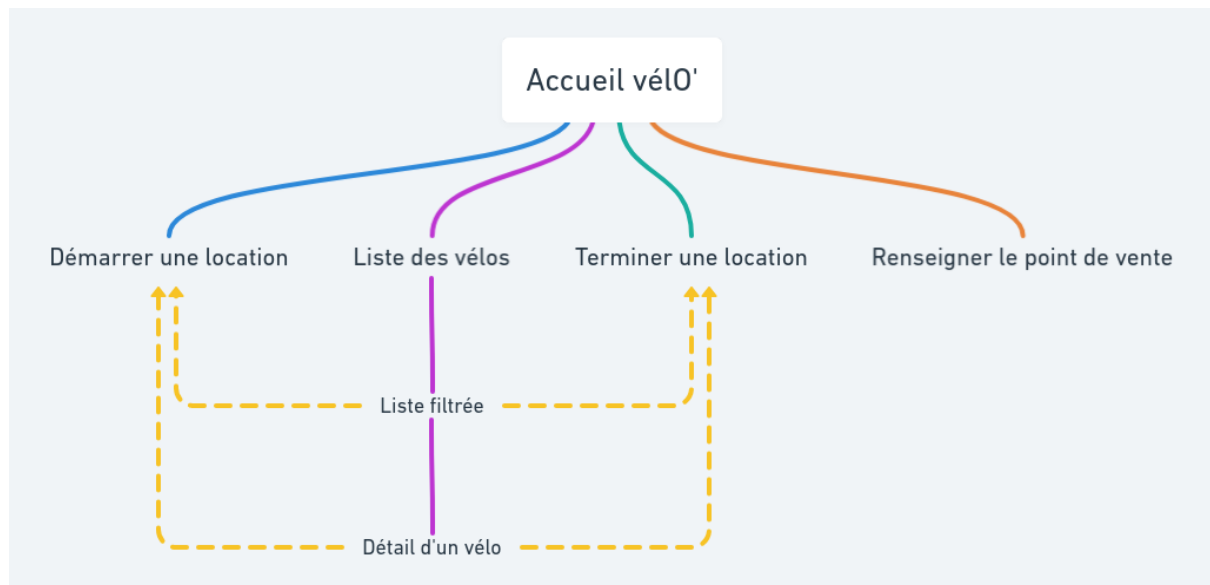 Accueil vélO'
Démarrer une location
Liste des vélos
Terminer une location
Renseigner le point de vente
Liste filtrée
Détail d'un vélo